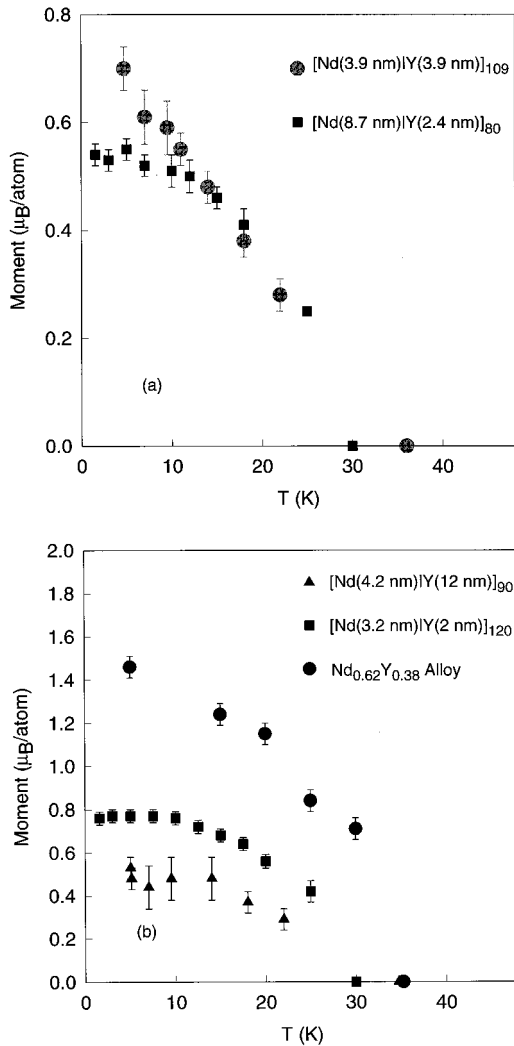 0.8
[Nd(3.9 nm)|Y(3.9 nm)]109
0.6
[Nd(8.7 nm)|Y(2.4 nm)]80
Moment (μB/atom)
0.4
0.2
(a)
0.0
0 10 20 30 40
T (K)
2.0
[Nd(4.2 nm)|Y(12 nm)]90
1.8
[Nd(3.2 nm)|Y(2 nm)]120
1.6
Nd0.62Y0.38 Alloy
1.4
1.2
Moment (μB/atom)
1.0
0.8
0.6
0.4
0.2
(b)
0.0
0 10 20 30 40
T (K)